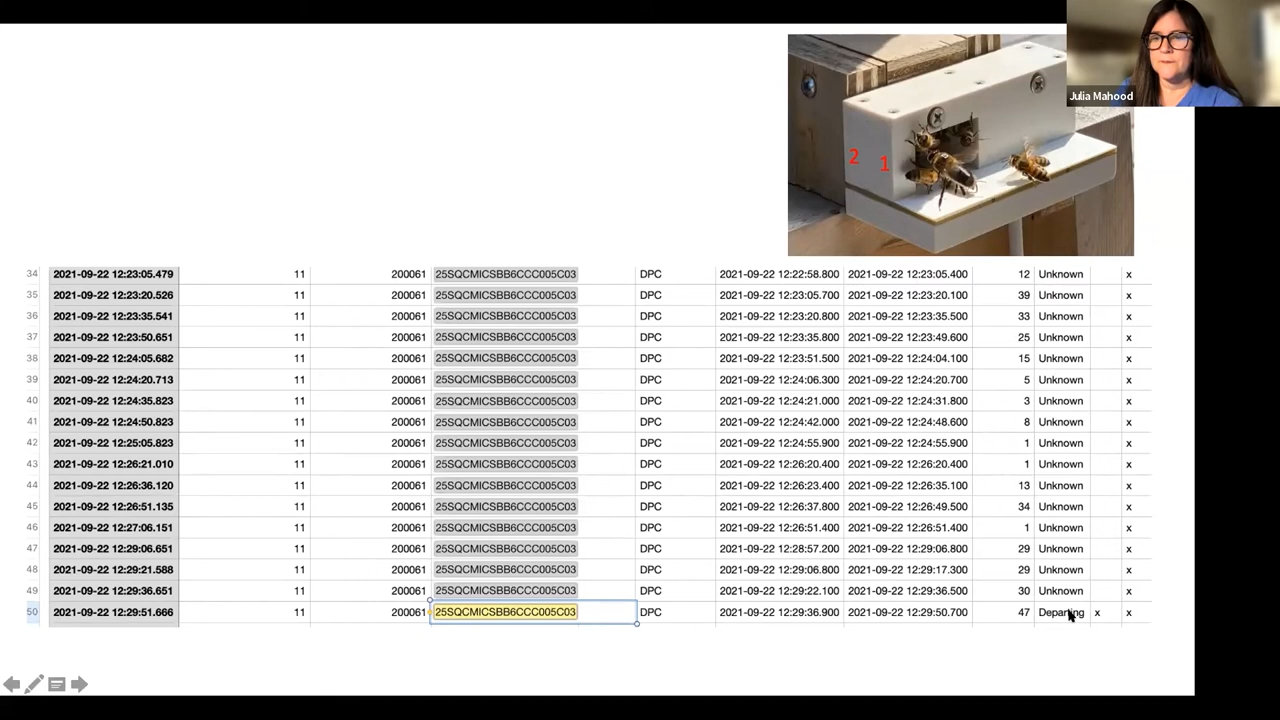 Julia Mahood
2 1
34 2021-09-22 12:23:05.479 11 200061 25SQCMICSBB6CCC005C03 DPC 2021-09-22 12:22:58.800 2021-09-22 12:23:05.400 12 Unknown x
35 2021-09-22 12:23:20.526 11 200061 25SQCMICSBB6CCC005C03 DPC 2021-09-22 12:23:05.700 2021-09-22 12:23:20.100 39 Unknown x
36 2021-09-22 12:23:35.541 11 200061 25SQCMICSBB6CCC005C03 DPC 2021-09-22 12:23:20.800 2021-09-22 12:23:35.500 33 Unknown x
37 2021-09-22 12:23:50.651 11 200061 25SQCMICSBB6CCC005C03 DPC 2021-09-22 12:23:35.800 2021-09-22 12:23:49.600 25 Unknown x
38 2021-09-22 12:24:05.682 11 200061 25SQCMICSBB6CCC005C03 DPC 2021-09-22 12:23:51.500 2021-09-22 12:24:04.100 15 Unknown x
39 2021-09-22 12:24:20.713 11 200061 25SQCMICSBB6CCC005C03 DPC 2021-09-22 12:24:06.300 2021-09-22 12:24:20.700 5 Unknown x
40 2021-09-22 12:24:35.823 11 200061 25SQCMICSBB6CCC005C03 DPC 2021-09-22 12:24:21.000 2021-09-22 12:24:31.800 3 Unknown x
41 2021-09-22 12:24:50.823 11 200061 25SQCMICSBB6CCC005C03 DPC 2021-09-22 12:24:42.000 2021-09-22 12:24:48.600 8 Unknown x
42 2021-09-22 12:25:05.823 11 200061 25SQCMICSBB6CCC005C03 DPC 2021-09-22 12:24:55.900 2021-09-22 12:24:55.900 1 Unknown x
43 2021-09-22 12:26:21.010 11 200061 25SQCMICSBB6CCC005C03 DPC 2021-09-22 12:26:20.400 2021-09-22 12:26:20.400 1 Unknown x
44 2021-09-22 12:26:36.120 11 200061 25SQCMICSBB6CCC005C03 DPC 2021-09-22 12:26:23.400 2021-09-22 12:26:35.100 13 Unknown x
45 2021-09-22 12:26:51.135 11 200061 25SQCMICSBB6CCC005C03 DPC 2021-09-22 12:26:37.800 2021-09-22 12:26:49.500 34 Unknown x
46 2021-09-22 12:27:06.151 11 200061 25SQCMICSBB6CCC005C03 DPC 2021-09-22 12:26:51.400 2021-09-22 12:26:51.400 1 Unknown x
47 2021-09-22 12:29:06.651 11 200061 25SQCMICSBB6CCC005C03 DPC 2021-09-22 12:28:57.200 2021-09-22 12:29:06.800 29 Unknown x
48 2021-09-22 12:29:21.588 11 200061 25SQCMICSBB6CCC005C03 DPC 2021-09-22 12:29:06.800 2021-09-22 12:29:17.300 29 Unknown x
49 2021-09-22 12:29:36.651 11 200061 25SQCMICSBB6CCC005C03 DPC 2021-09-22 12:29:22.100 2021-09-22 12:29:36.500 30 Unknown x
50 2021-09-22 12:29:51.666 11 200061 25SQCMICSBB6CCC005C03 DPC 2021-09-22 12:29:36.900 2021-09-22 12:29:50.700 47 Departing x x